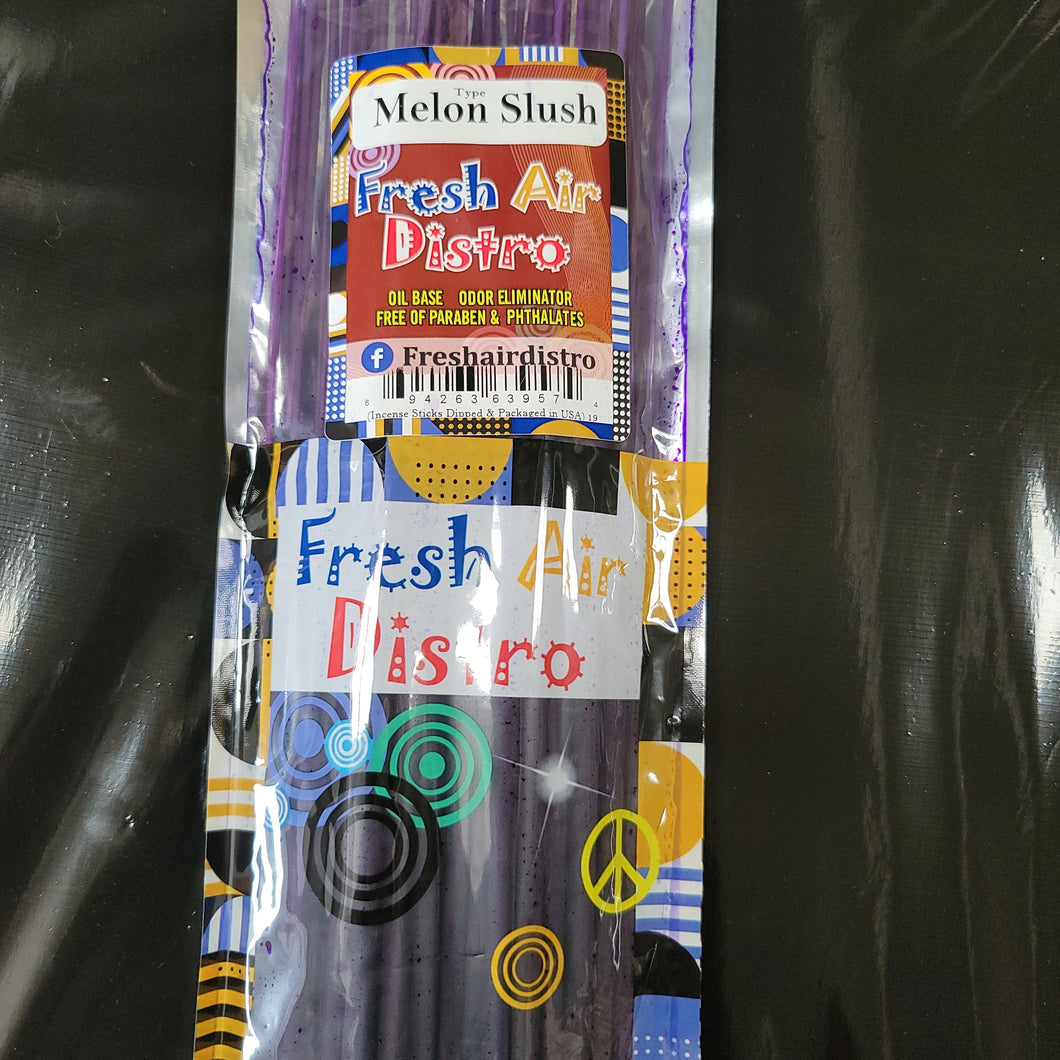 Type
Melon Slush
Fresh Air
Distro
OIL BASE ODOR ELIMINATOR
FREE OF PARABEN & PHTHALATES
f Freshairdistro
6 94263 63957 4
(Incense Sticks Dipped & Packaged in USA) 19
Fresh Air
Distro